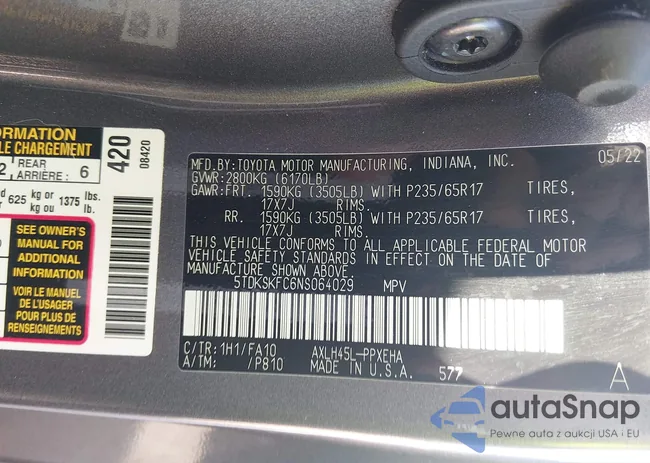 FORMATION
LE CHARGEMENT
2 REAR ARRIÈRE: 6
625 kg or kg ou 1375 lbs. lb.
SEE OWNER'S
MANUAL FOR
ADDITIONAL
INFORMATION
VOIR LE MANUEL
DE L'USAGER
POUR PLUS
420
08420
MFD.BY:TOYOTA MOTOR MANUFACTURING, INDIANA, INC. 05/22
GVWR:2800KG (6170LB)
GAWR:FRT. 1590KG (3505LB) WITH P235/65R17 TIRES,
17X7J RIMS.
RR. 1590KG (3505LB) WITH P235/65R17 TIRES,
17X7J RIMS.
THIS VEHICLE CONFORMS TO ALL APPLICABLE FEDERAL MOTOR
VEHICLE SAFETY STANDARDS IN EFFECT ON THE DATE OF
MANUFACTURE SHOWN ABOVE.
5TDKSKFC6NS064029 MPV
C/TR:1H1/FA10 AXLH45L-PPXEHA
A/TM: /P810 MADE IN U.S.A. 577 A
autoSnap
Pewne auta z aukcji USA i EU